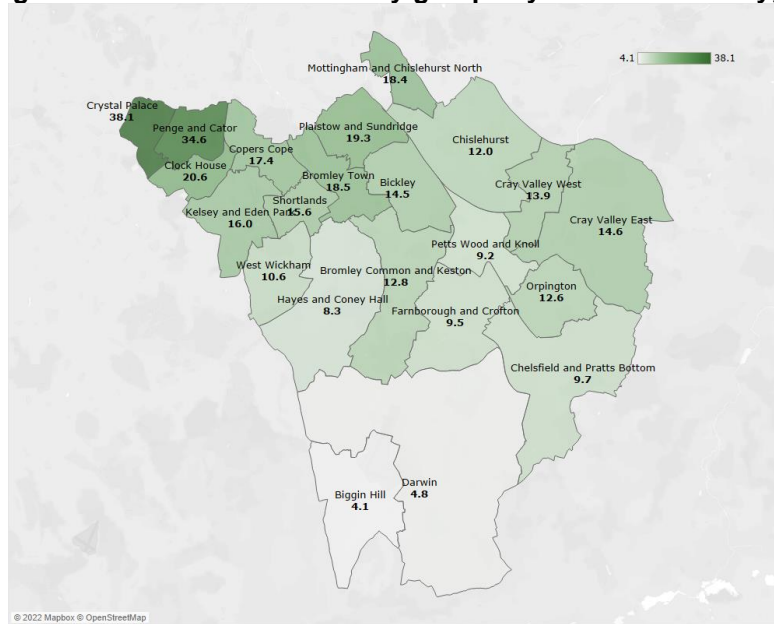 Mottingham and Chislehurst North
18.4
4.1 38.1
Crystal Palace
38.1
Penge and Cator
34.6
Plaistow and Sundridge
19.3
Chislehurst
12.0
Copers Cope
17.4
Clock House
20.6
Bromley Town
18.5
Bickley
14.5
Cray Valley West
13.9
Shortlands
15.6
Kelsey and Eden Park
16.0
Cray Valley East
14.6
Petts Wood and Knoll
9.2
West Wickham
10.6
Bromley Common and Keston
12.8
Orpington
12.6
Hayes and Coney Hall
8.3
Farnborough and Crofton
9.5
Chelsfield and Pratts Bottom
9.7
Darwin
4.8
Biggin Hill
4.1
© 2022 Mapbox © OpenStreetMap